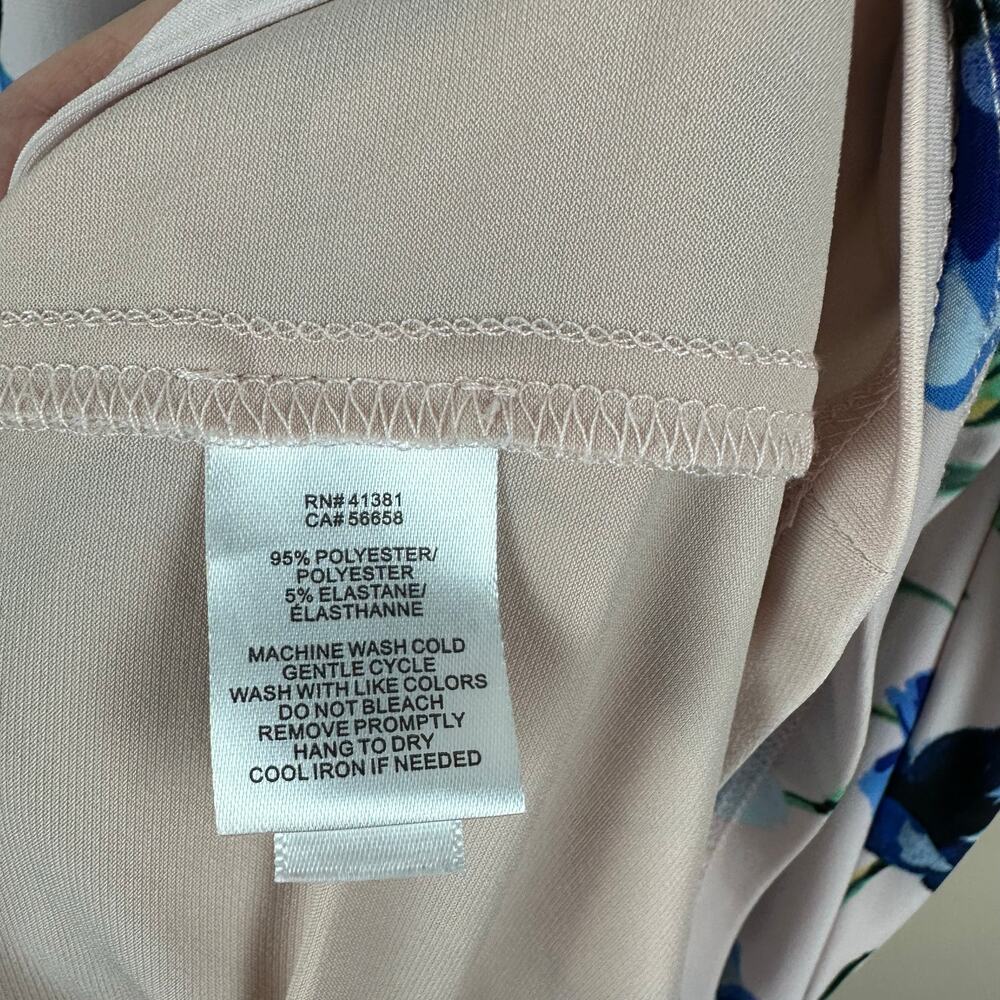 RN# 41381
CA# 56658
95% POLYESTER/
POLYESTER
5% ELASTANE/
ÉLASTHANNE
MACHINE WASH COLD
GENTLE CYCLE
WASH WITH LIKE COLORS
DO NOT BLEACH
REMOVE PROMPTLY
HANG TO DRY
COOL IRON IF NEEDED